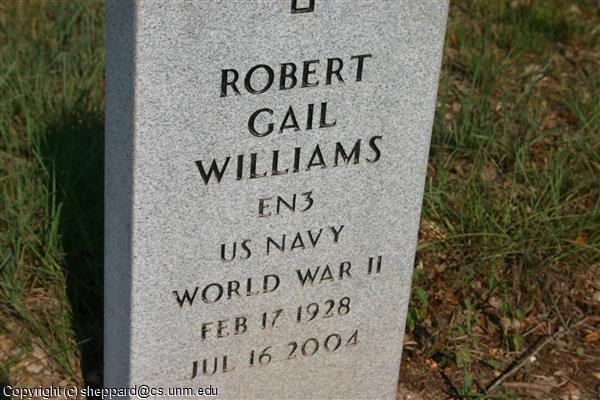 ROBERT
GAIL
WILLIAMS
EN3
US NAVY
WORLD WAR II
FEB 17 1928
JUL 16 2004
Copyright (c) sheppard@cs.unm.edu